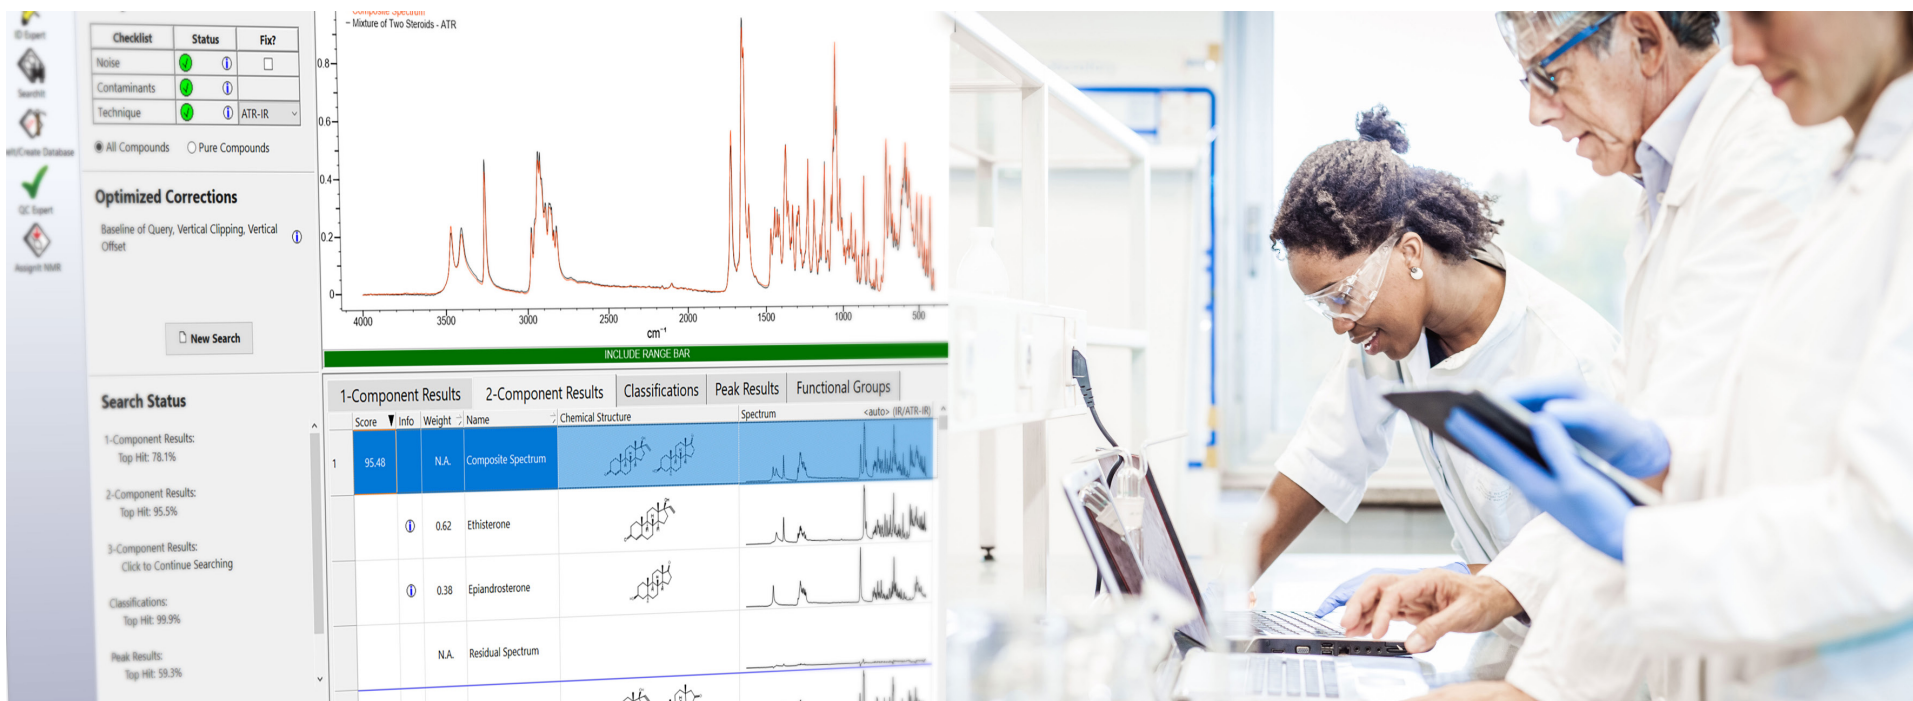 ID Expert
SearchIt
QC Expert
AssignIt NMR
Checklist Status Fix?
Noise
Contaminants
Technique ATR-IR
All Compounds Pure Compounds
Optimized Corrections
Baseline of Query, Vertical Clipping, Vertical
Offset
New Search
Search Status
1-Component Results:
Top Hit: 78.1%
2-Component Results:
Top Hit: 95.5%
3-Component Results:
Click to Continue Searching
Classifications:
Top Hit: 99.9%
Peak Results:
Top Hit: 59.3%
Composite Spectrum
– Mixture of Two Steroids - ATR
0.8
0.6
0.4
0.2
0
4000 3500 3000 2500 2000 1500 1000 500
cm⁻¹
INCLUDE RANGE BAR
1-Component Results 2-Component Results Classifications Peak Results Functional Groups
Score Info Weight Name Chemical Structure Spectrum <auto> (IR/ATR-IR)
1 95.48 N.A. Composite Spectrum
0.62 Ethisterone
0.38 Epiandrosterone
N.A. Residual Spectrum